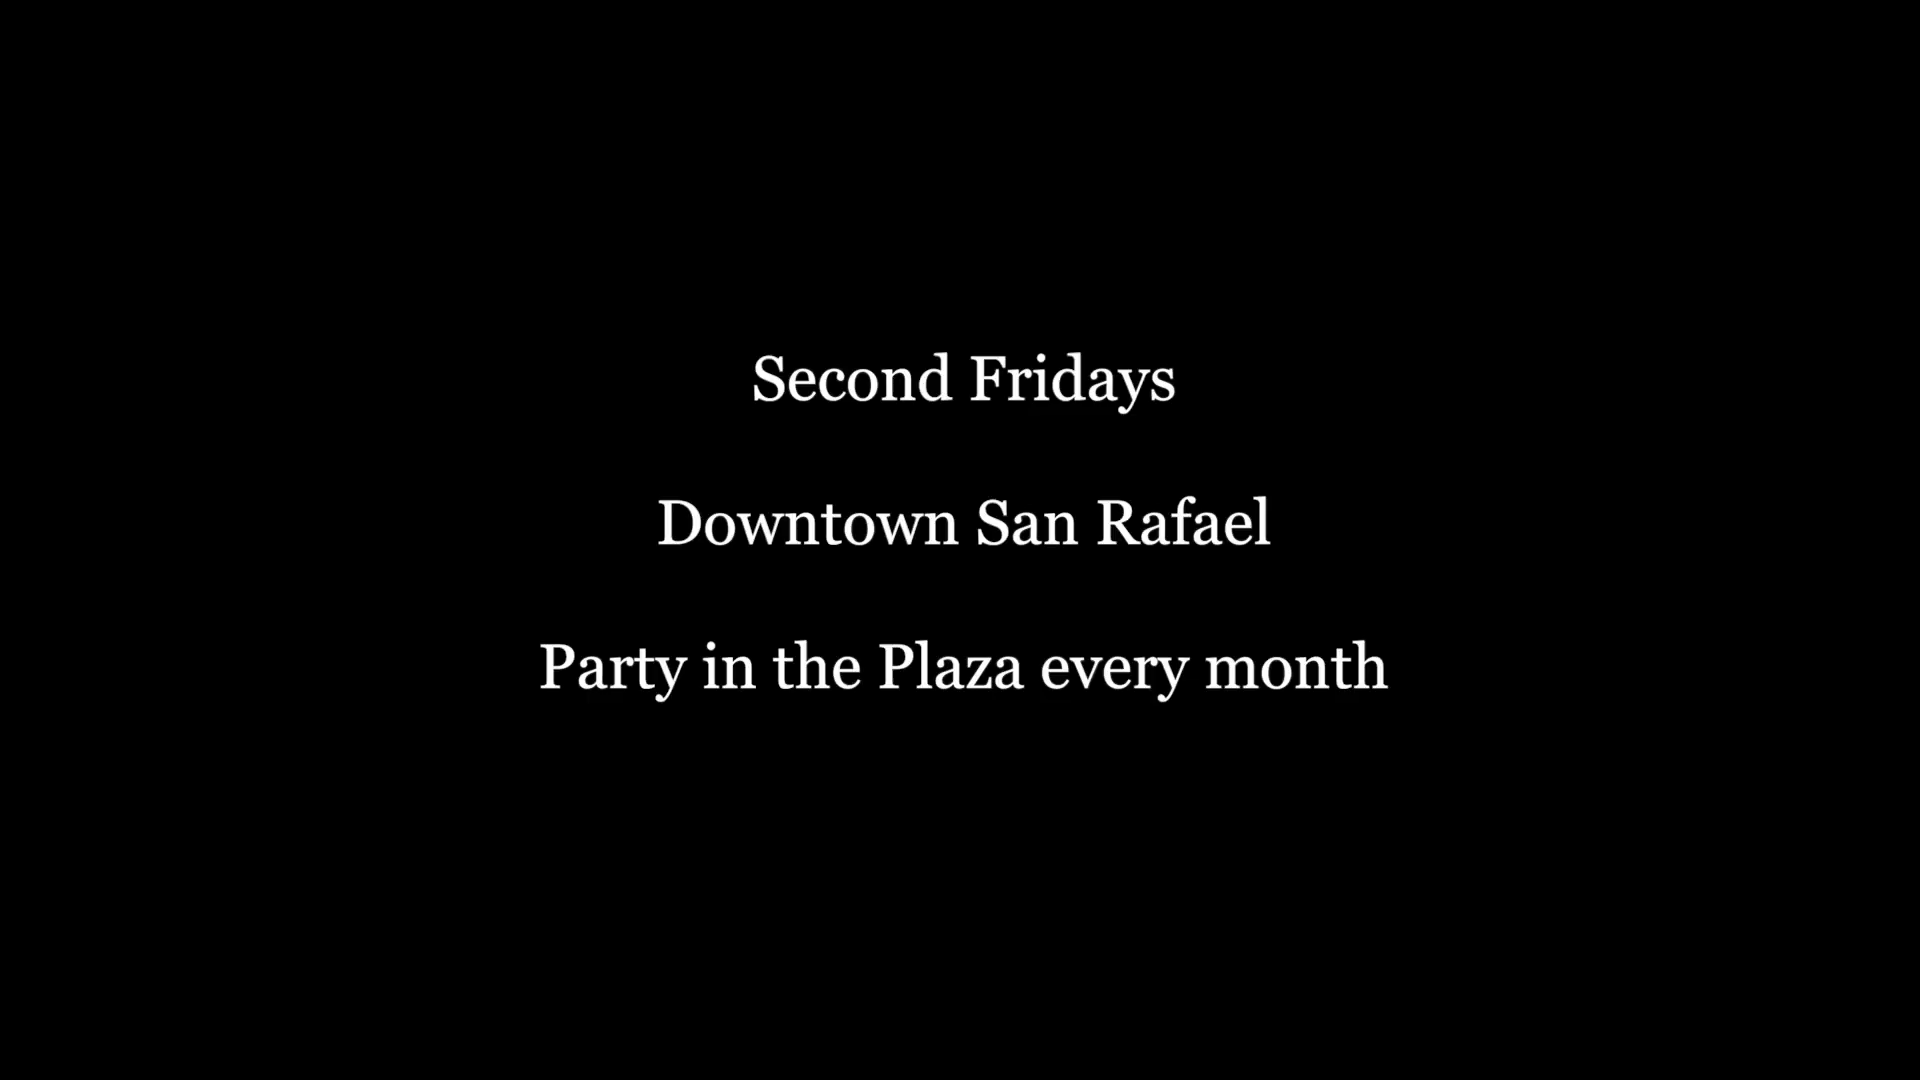 Second Fridays
Downtown San Rafael
Party in the Plaza every month